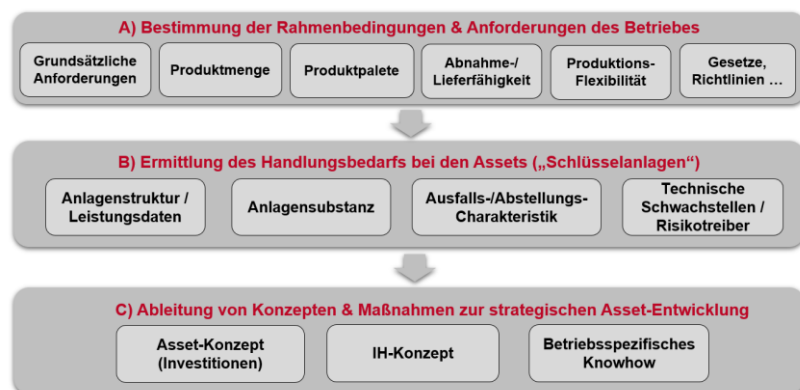 A) Bestimmung der Rahmenbedingungen & Anforderungen des Betriebes
Grundsätzliche
Anforderungen
Produktmenge
Produktpalete
Abnahme-/
Lieferfähigkeit
Produktions-
Flexibilität
Gesetze,
Richtlinien ...
B) Ermittlung des Handlungsbedarfs bei den Assets („Schlüsselanlagen“)
Anlagenstruktur /
Leistungsdaten
Anlagensubstanz
Ausfalls-/Abstellungs-
Charakteristik
Technische
Schwachstellen /
Risikotreiber
C) Ableitung von Konzepten & Maßnahmen zur strategischen Asset-Entwicklung
Asset-Konzept
(Investitionen)
IH-Konzept
Betriebsspezifisches
Knowhow